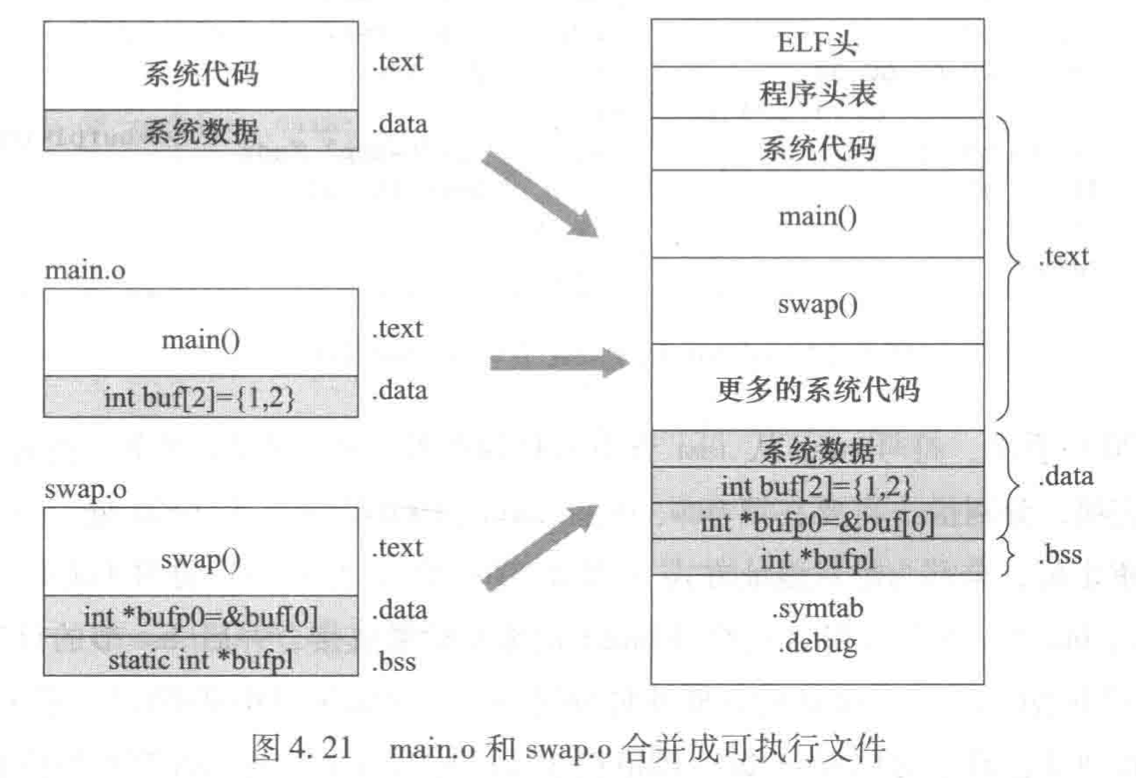 系统代码
.text
系统数据
.data
main.o
main()
.text
int buf[2]={1,2}
.data
swap.o
swap()
.text
int *bufp0=&buf[0]
.data
static int *bufpl
.bss
ELF头
程序头表
系统代码
main()
swap()
更多的系统代码
.text
系统数据
int buf[2]={1,2}
int *bufp0=&buf[0]
.data
int *bufpl
.bss
.symtab
.debug
图 4.21 main.o 和 swap.o 合并成可执行文件